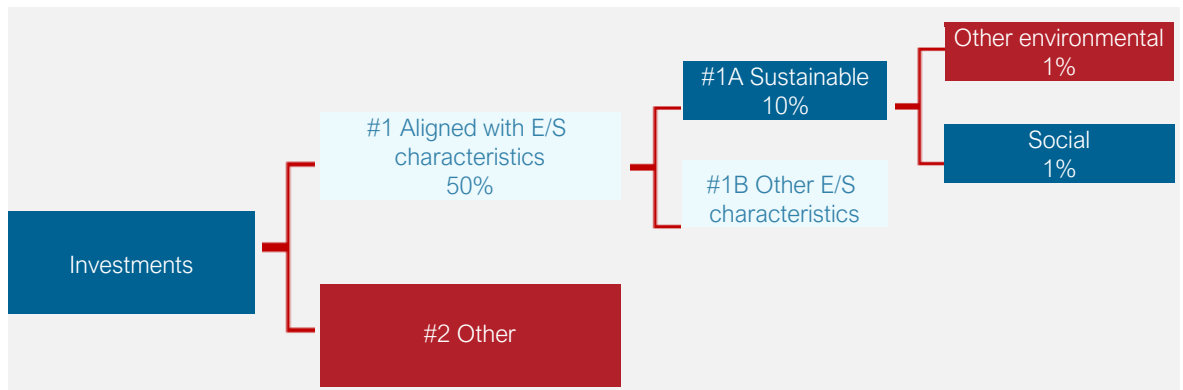 Investments
#1 Aligned with E/S
characteristics
50%
#2 Other
#1A Sustainable
10%
#1B Other E/S
characteristics
Other environmental
1%
Social
1%